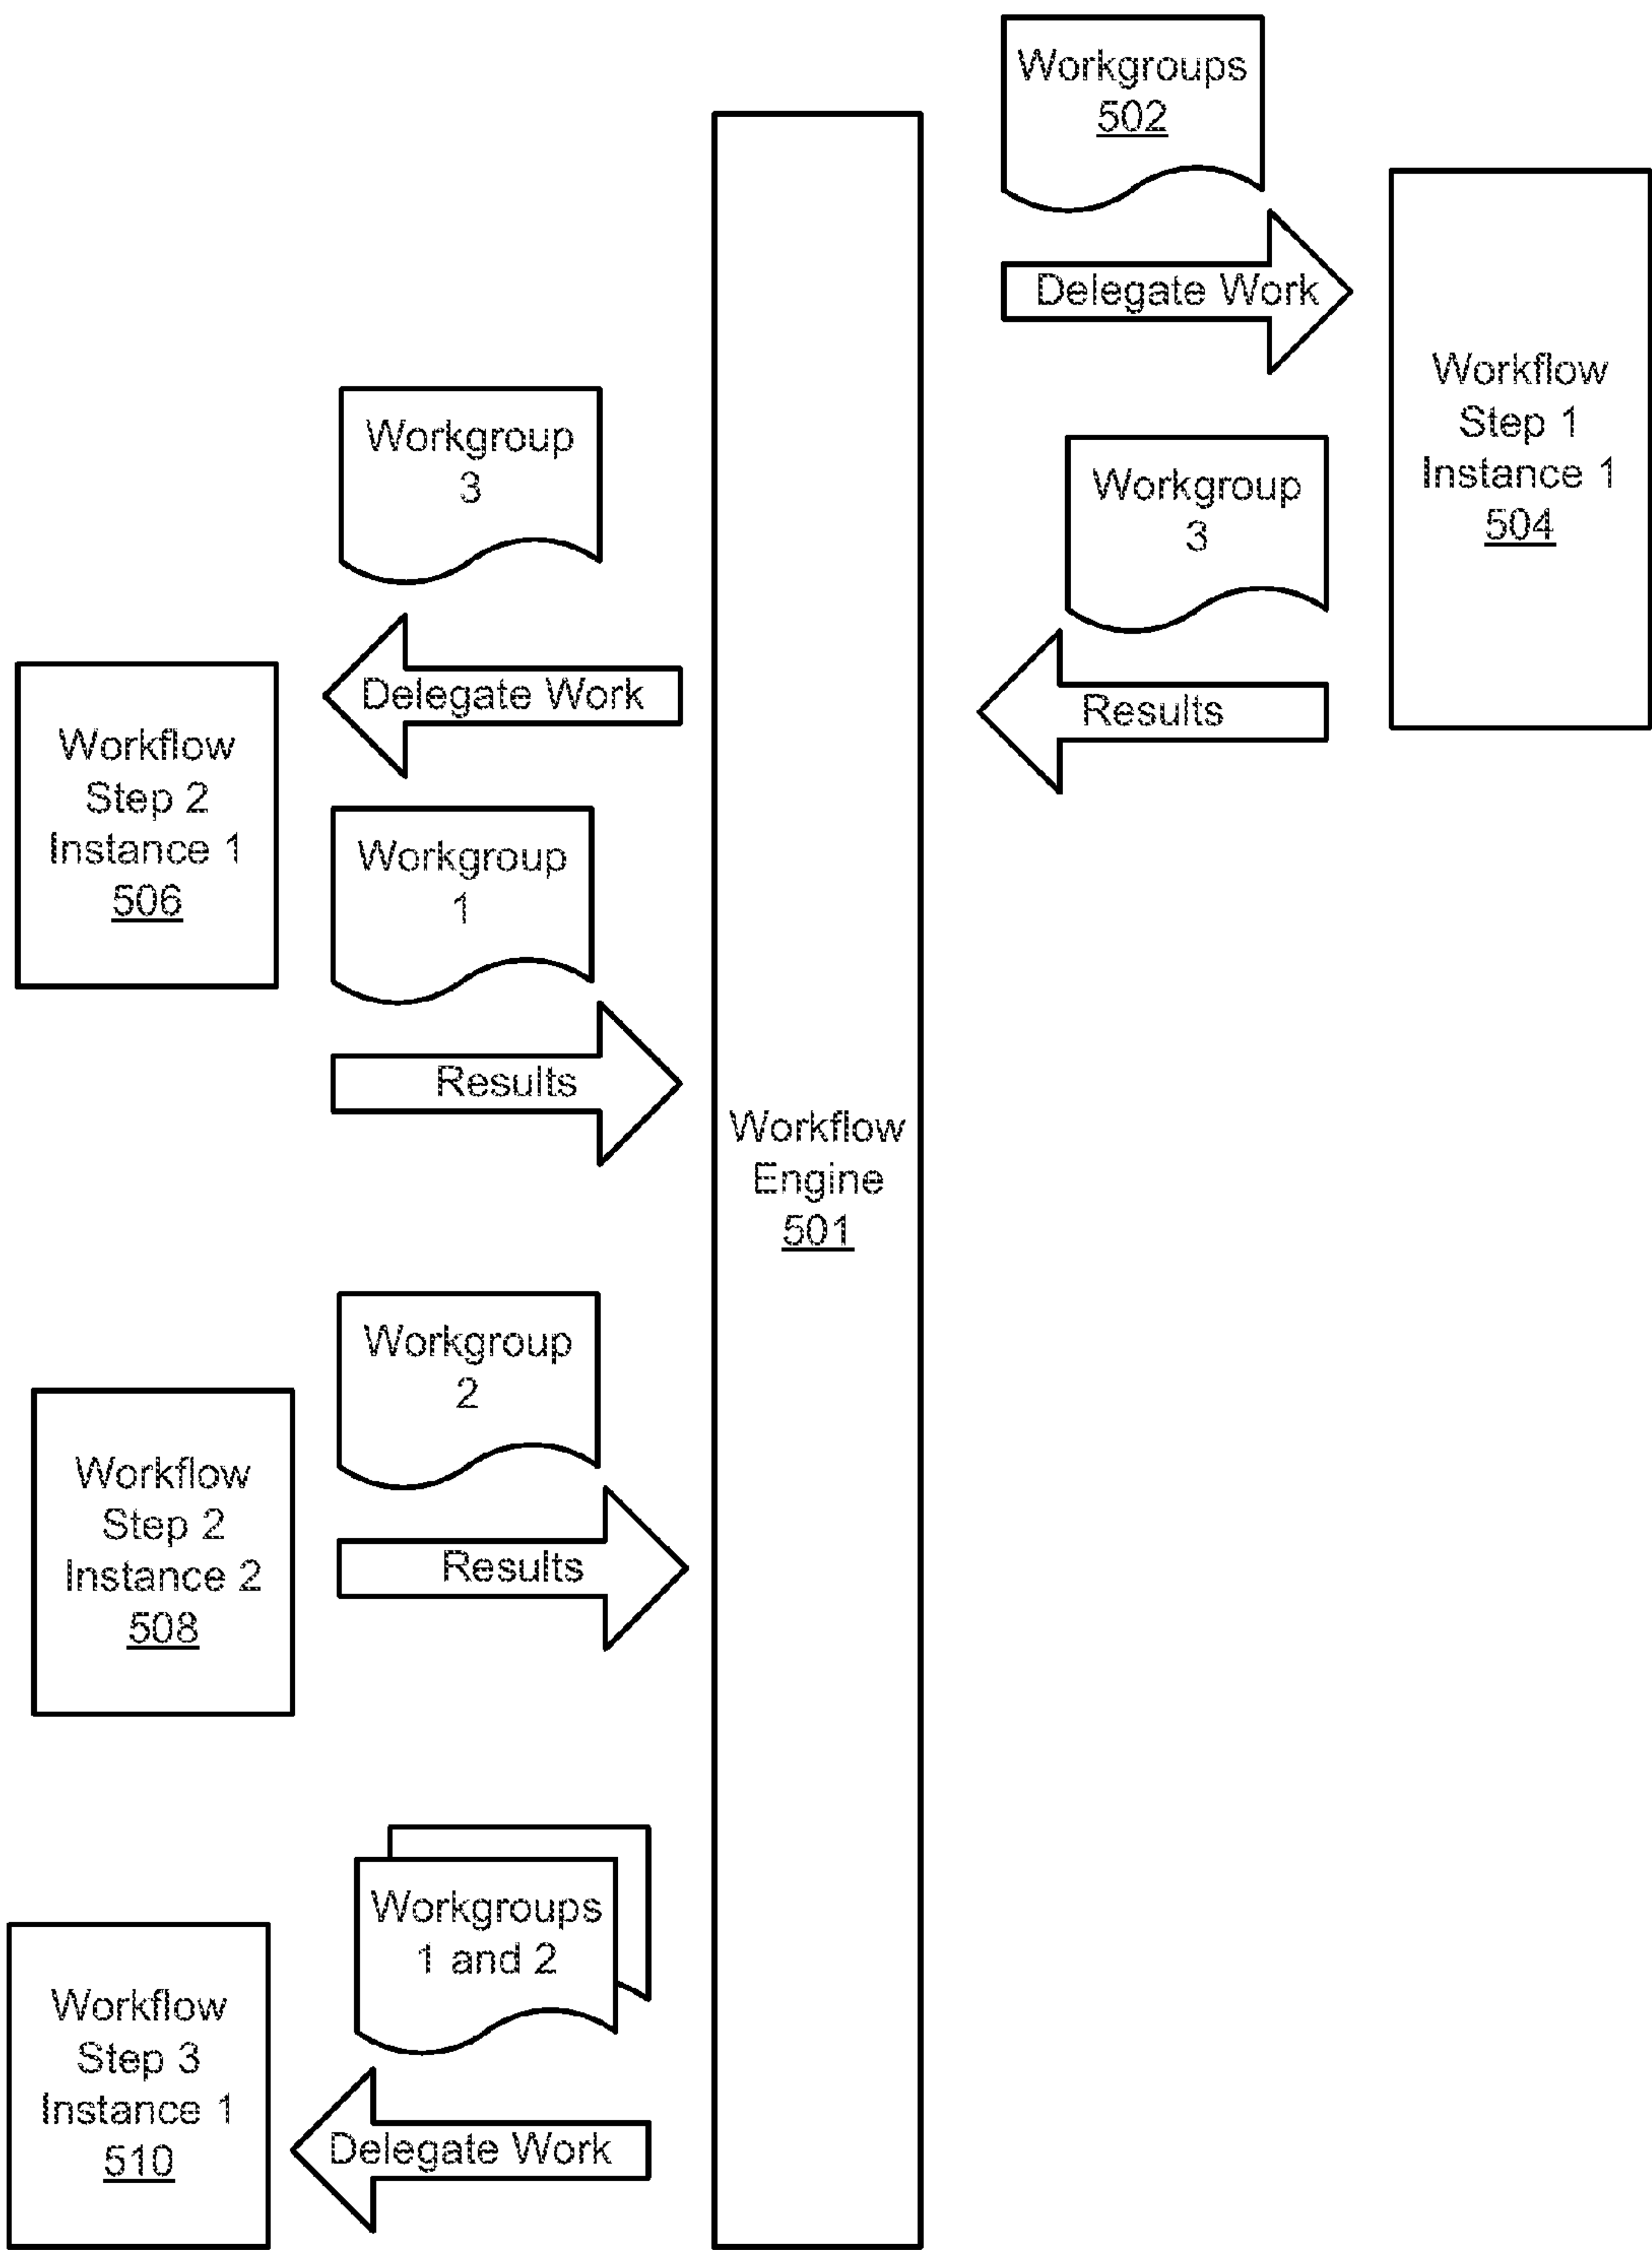 Workgroups
502
Delegate Work
Workflow
Step 1
Instance 1
504
Workgroup
3
Workgroup
3
Delegate Work
Results
Workflow
Step 2
Instance 1
506
Workgroup
1
Results
Workflow
Engine
501
Workgroup
2
Workflow
Step 2
Instance 2
508
Results
Workgroups
1 and 2
Workflow
Step 3
Instance 1
510
Delegate Work